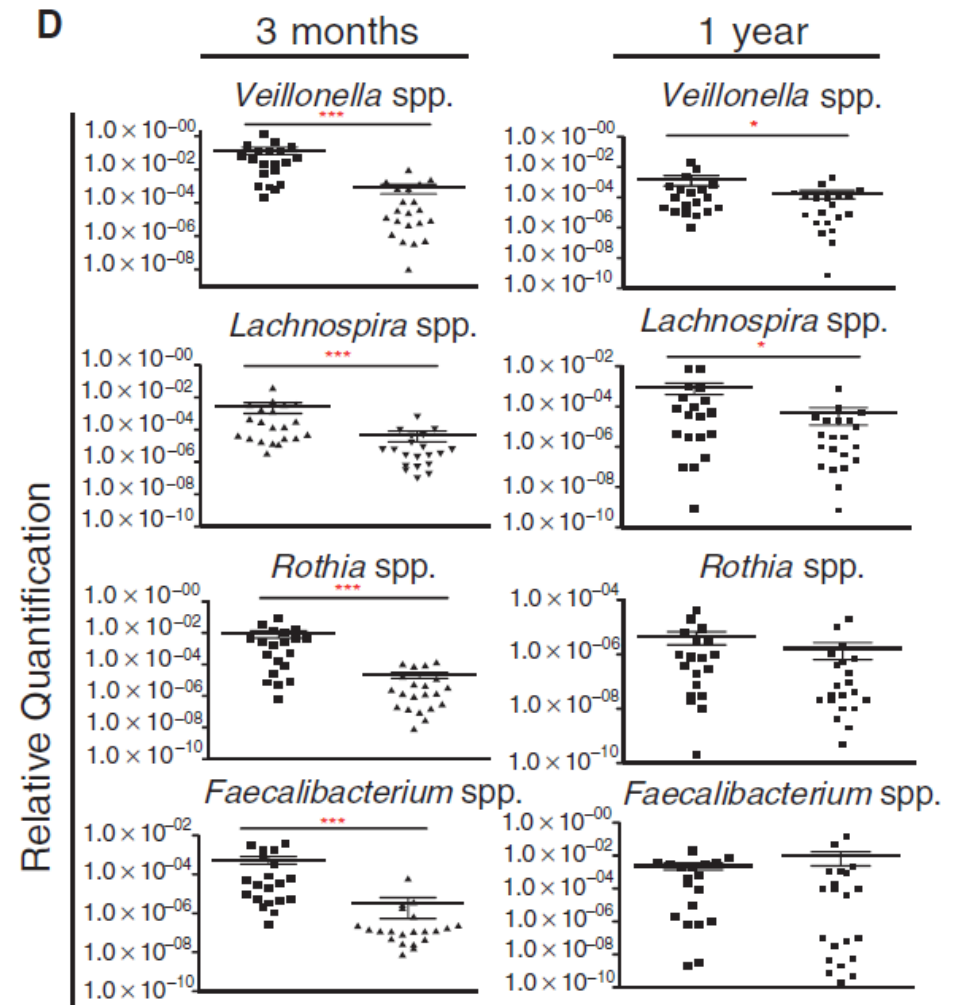 D
3 months
1 year
Veillonella spp.
***
1.0 × 10⁻⁰⁰
1.0 × 10⁻⁰²
1.0 × 10⁻⁰⁴
1.0 × 10⁻⁰⁶
1.0 × 10⁻⁰⁸
Veillonella spp.
*
1.0 × 10⁻⁰⁰
1.0 × 10⁻⁰²
1.0 × 10⁻⁰⁴
1.0 × 10⁻⁰⁶
1.0 × 10⁻⁰⁸
1.0 × 10⁻¹⁰
Lachnospira spp.
***
1.0 × 10⁻⁰⁰
1.0 × 10⁻⁰²
1.0 × 10⁻⁰⁴
1.0 × 10⁻⁰⁶
1.0 × 10⁻⁰⁸
1.0 × 10⁻¹⁰
Lachnospira spp.
*
1.0 × 10⁻⁰²
1.0 × 10⁻⁰⁴
1.0 × 10⁻⁰⁶
1.0 × 10⁻⁰⁸
1.0 × 10⁻¹⁰
Rothia spp.
***
1.0 × 10⁻⁰⁰
1.0 × 10⁻⁰²
1.0 × 10⁻⁰⁴
1.0 × 10⁻⁰⁶
1.0 × 10⁻⁰⁸
1.0 × 10⁻¹⁰
Rothia spp.
1.0 × 10⁻⁰⁴
1.0 × 10⁻⁰⁶
1.0 × 10⁻⁰⁸
1.0 × 10⁻¹⁰
Faecalibacterium spp.
***
1.0 × 10⁻⁰²
1.0 × 10⁻⁰⁴
1.0 × 10⁻⁰⁶
1.0 × 10⁻⁰⁸
1.0 × 10⁻¹⁰
Faecalibacterium spp.
1.0 × 10⁻⁰⁰
1.0 × 10⁻⁰²
1.0 × 10⁻⁰⁴
1.0 × 10⁻⁰⁶
1.0 × 10⁻⁰⁸
1.0 × 10⁻¹⁰
Relative Quantification